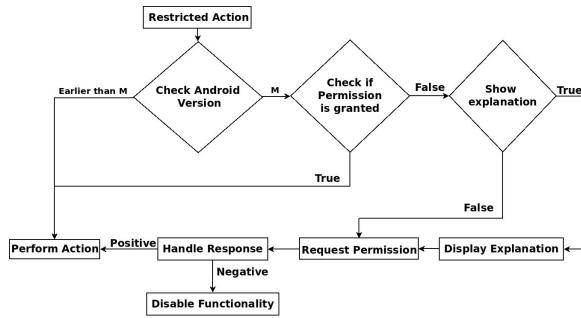 Restricted Action
Earlier than M
Check Android
Version
M
Check if
Permission
is granted
False
Show
explanation
True
True
False
Perform Action
Positive
Handle Response
Request Permission
Display Explanation
Negative
Disable Functionality